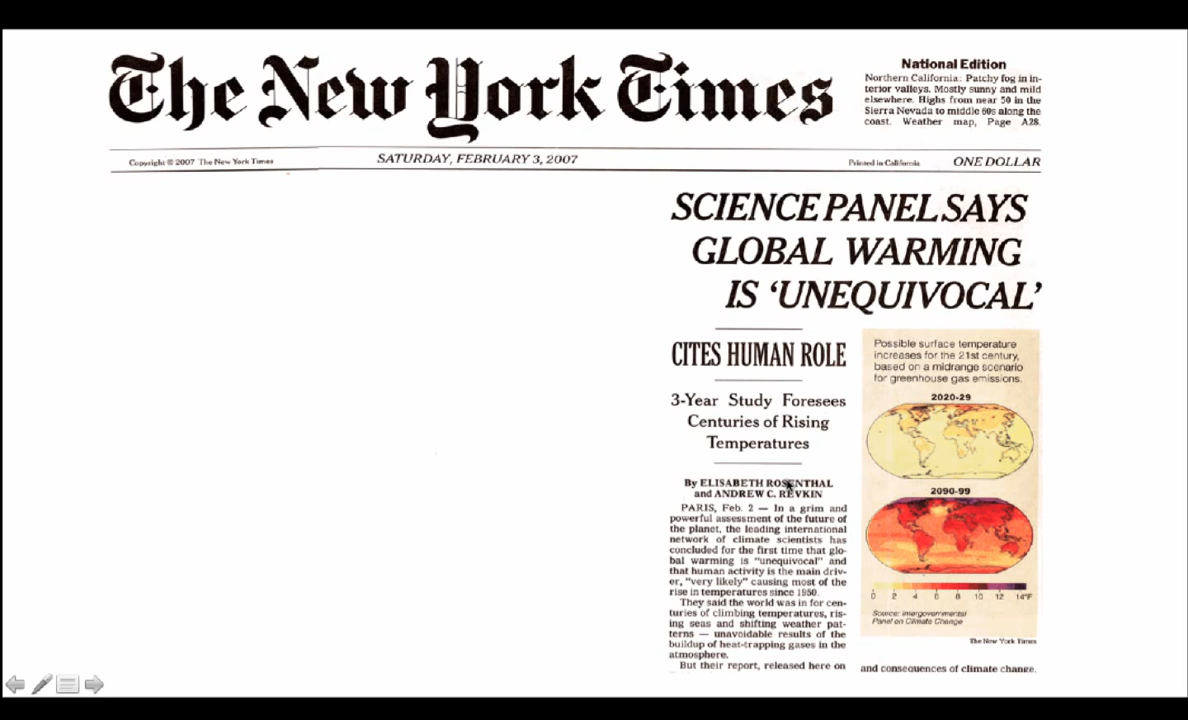 The New York Times
National Edition
Northern California: Patchy fog in in-
terior valleys. Mostly sunny and mild
elsewhere. Highs from near 50 in the
Sierra Nevada to middle 60s along the
coast. Weather map, Page A28.
Copyright © 2007 The New York Times
SATURDAY, FEBRUARY 3, 2007
Printed in California
ONE DOLLAR
SCIENCE PANEL SAYS
GLOBAL WARMING
IS ‘UNEQUIVOCAL’
CITES HUMAN ROLE
3-Year Study Foresees
Centuries of Rising
Temperatures
By ELISABETH ROSENTHAL
and ANDREW C. REVKIN
PARIS, Feb. 2 — In a grim and
powerful assessment of the future of
the planet, the leading international
network of climate scientists has
concluded for the first time that glo-
bal warming is "unequivocal" and
that human activity is the main driv-
er, "very likely" causing most of the
rise in temperatures since 1950.
They said the world was in for cen-
turies of climbing temperatures, ris-
ing seas and shifting weather pat-
terns — unavoidable results of the
buildup of heat-trapping gases in the
atmosphere.
But their report, released here on
Possible surface temperature
increases for the 21st century,
based on a midrange scenario
for greenhouse gas emissions.
2020-29
2090-99
0 2 4 6 8 10 12 14°F
Source: Intergovernmental
Panel on Climate Change
The New York Times
and consequences of climate change.